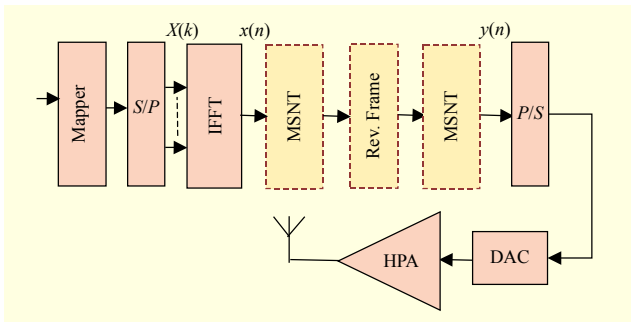 X(k)
x(n)
y(n)
Mapper
S/P
IFFT
MSNT
Rev. Frame
MSNT
P/S
HPA
DAC